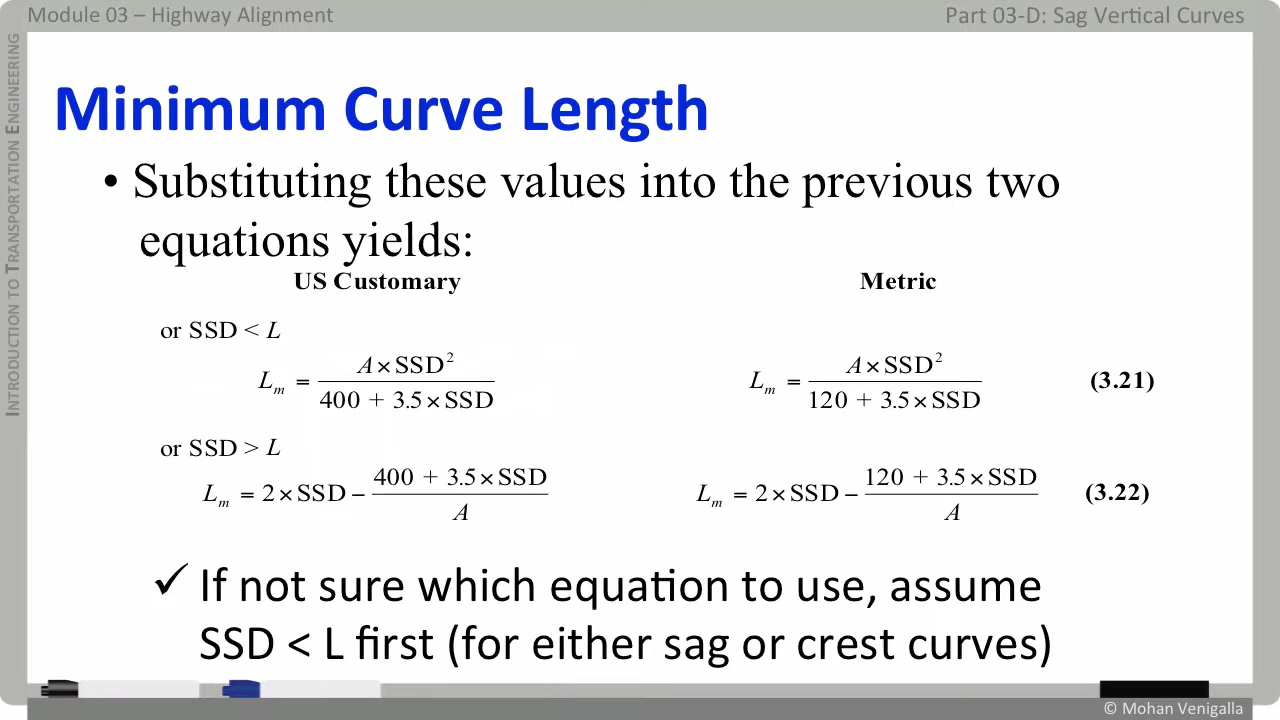 Module 03 – Highway Alignment
Part 03-D: Sag Vertical Curves
INTRODUCTION TO TRANSPORTATION ENGINEERING
Minimum Curve Length
• Substituting these values into the previous two
equations yields:
US Customary
Metric
or SSD < L
Lₘ = (A × SSD²) / (400 + 3.5 × SSD)
Lₘ = (A × SSD²) / (120 + 3.5 × SSD)
(3.21)
or SSD > L
Lₘ = 2 × SSD − (400 + 3.5 × SSD) / A
Lₘ = 2 × SSD − (120 + 3.5 × SSD) / A
(3.22)
✓ If not sure which equation to use, assume
SSD < L first (for either sag or crest curves)
© Mohan Venigalla